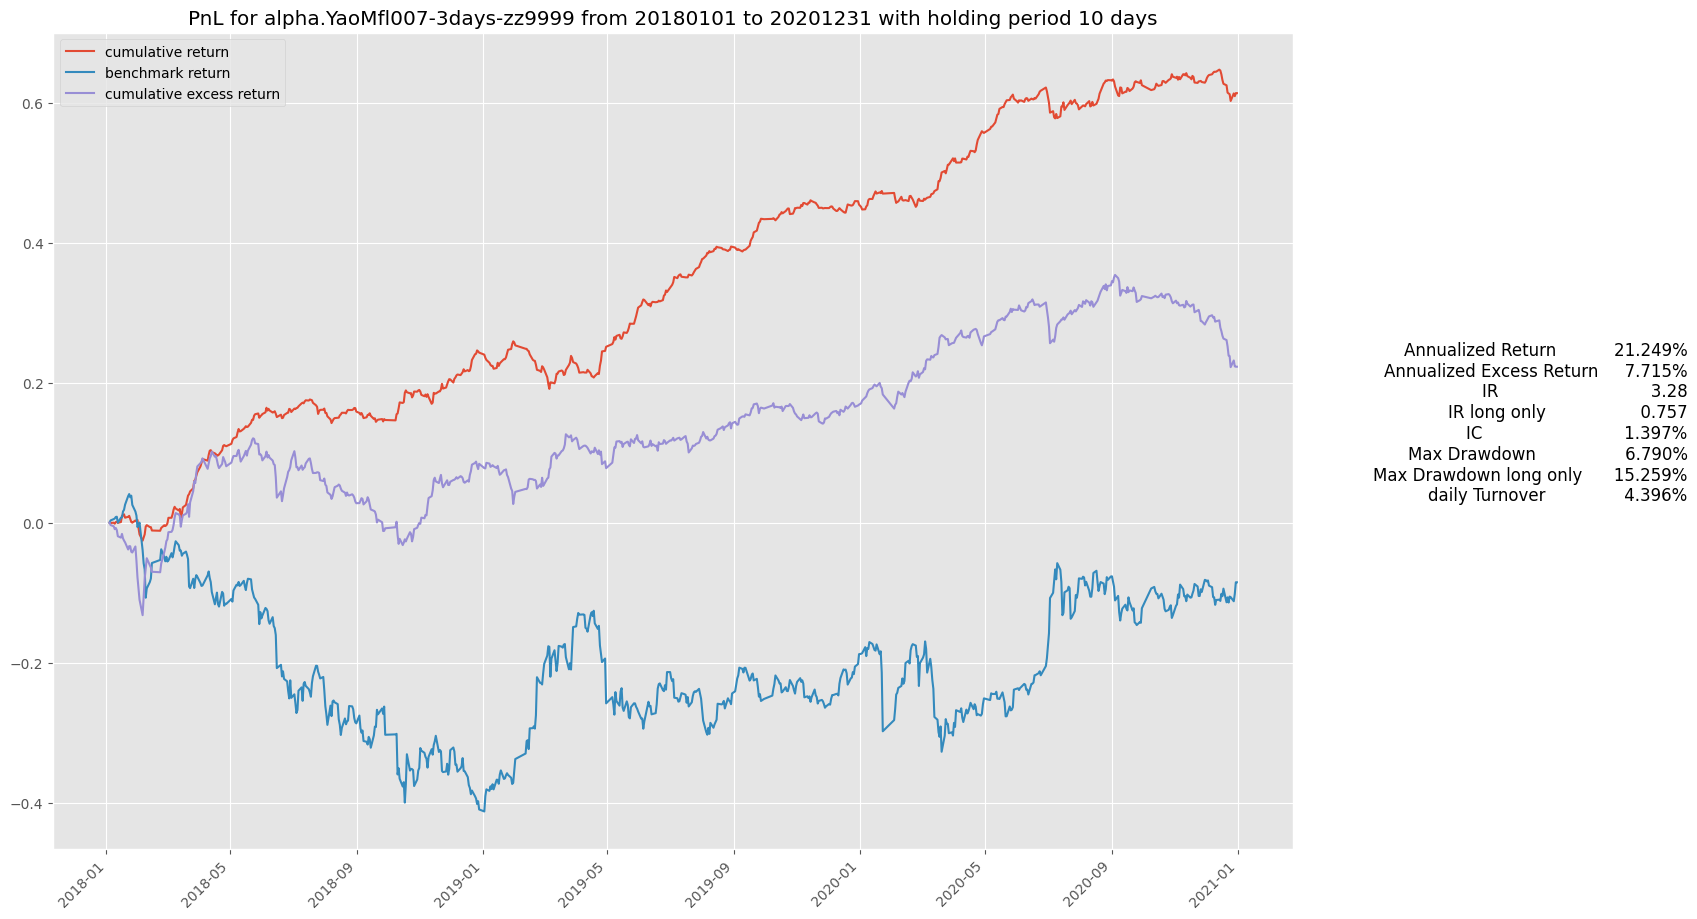 PnL for alpha.YaoMfl007-3days-zz9999 from 20180101 to 20201231 with holding period 10 days
cumulative return
benchmark return
cumulative excess return
0.6
0.4
0.2
0.0
−0.2
−0.4
2018-01
2018-05
2018-09
2019-01
2019-05
2019-09
2020-01
2020-05
2020-09
2021-01
Annualized Return 21.249%
Annualized Excess Return 7.715%
IR 3.28
IR long only 0.757
IC 1.397%
Max Drawdown 6.790%
Max Drawdown long only 15.259%
daily Turnover 4.396%